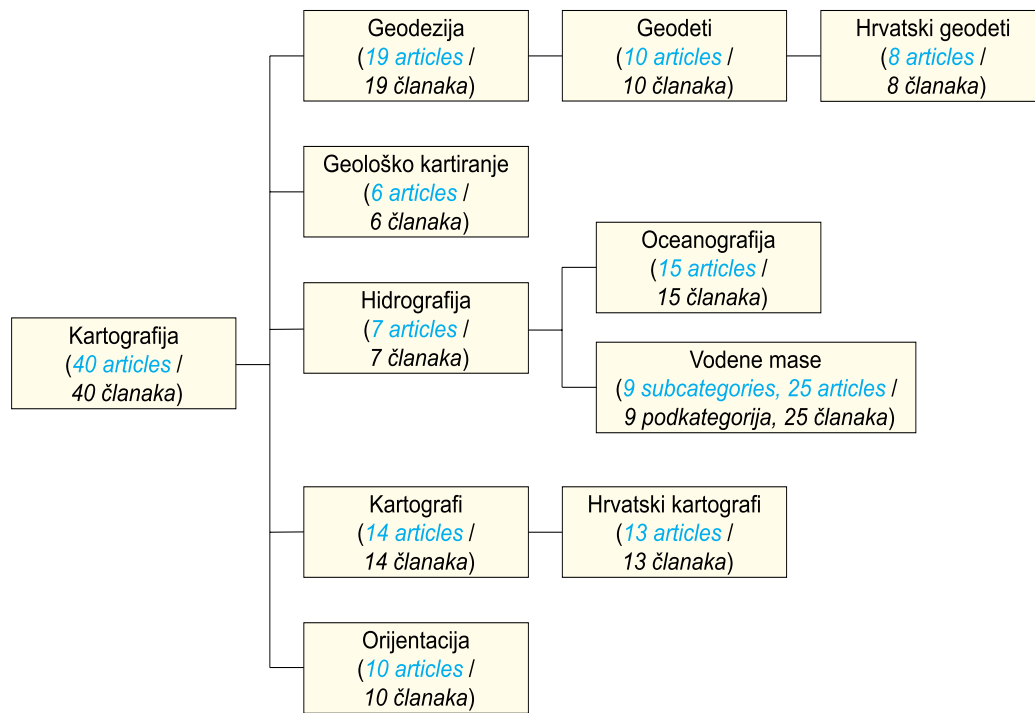 Geodezija
(19 articles /
19 članaka)
Geodeti
(10 articles /
10 članaka)
Hrvatski geodeti
(8 articles /
8 članaka)
Geološko kartiranje
(6 articles /
6 članaka)
Oceanografija
(15 articles /
15 članaka)
Hidrografija
(7 articles /
7 članaka)
Kartografija
(40 articles /
40 članaka)
Vodene mase
(9 subcategories, 25 articles /
9 podkategorija, 25 članaka)
Kartografi
(14 articles /
14 članaka)
Hrvatski kartografi
(13 articles /
13 članaka)
Orijentacija
(10 articles /
10 članaka)